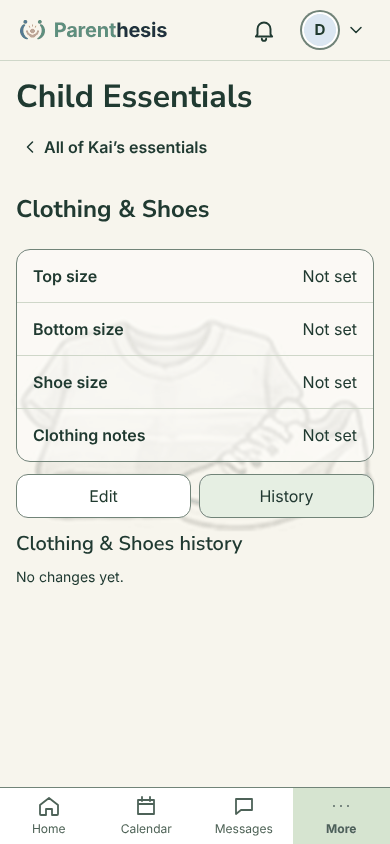 Parenthesis
D
Child Essentials
All of Kai’s essentials
Clothing & Shoes
Top size Not set
Bottom size Not set
Shoe size Not set
Clothing notes Not set
Edit History
Clothing & Shoes history
No changes yet.
Home Calendar Messages More